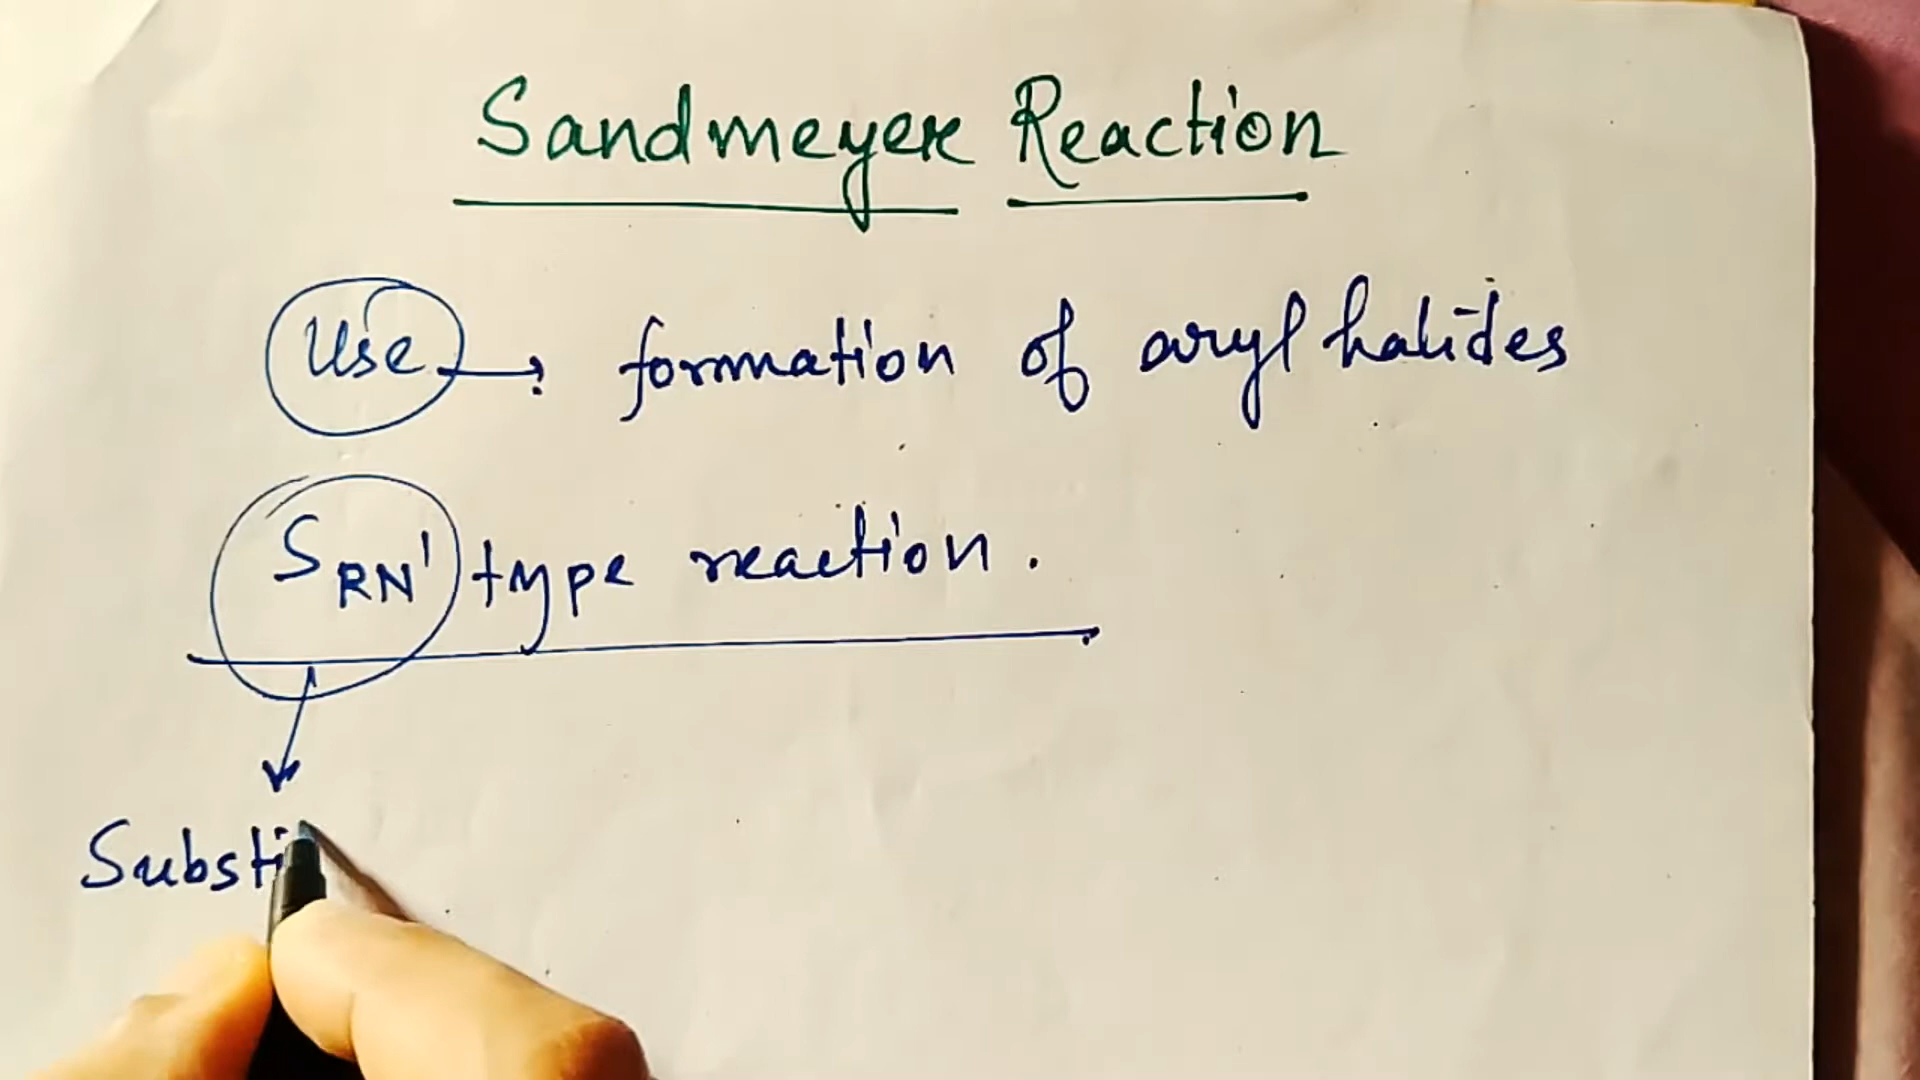 Sandmeyer Reaction
Use → : formation of aryl halides
SRN¹ type reaction.
Substi